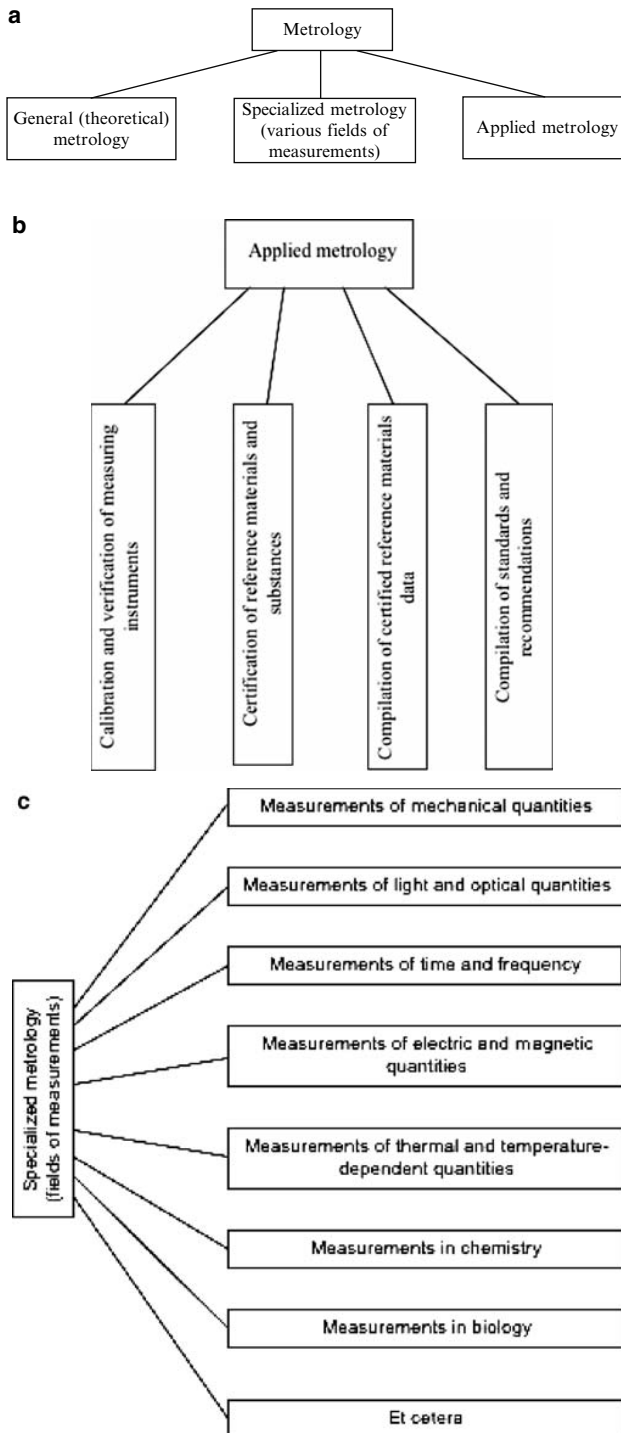 a
Metrology
General (theoretical)
metrology
Specialized metrology
(various fields of
measurements)
Applied metrology
b
Applied metrology
Calibration and verification of measuring
instruments
Certification of reference materials and
substances
Compilation of certified reference materials
data
Compilation of standards and
recommendations
c
Specialized metrology
(fields of measurements)
Measurements of mechanical quantities
Measurements of light and optical quantities
Measurements of time and frequency
Measurements of electric and magnetic
quantities
Measurements of thermal and temperature-
dependent quantities
Measurements in chemistry
Measurements in biology
Et cetera